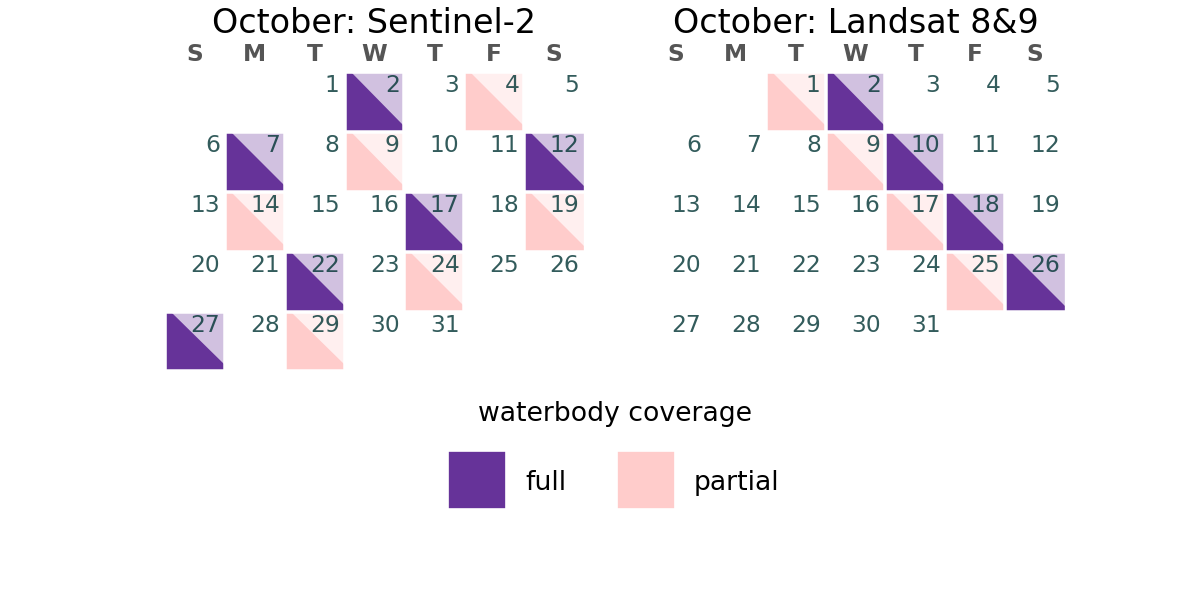 October: Sentinel-2
S M T W T F S
1 2 3 4 5
6 7 8 9 10 11 12
13 14 15 16 17 18 19
20 21 22 23 24 25 26
27 28 29 30 31
October: Landsat 8&9
S M T W T F S
1 2 3 4 5
6 7 8 9 10 11 12
13 14 15 16 17 18 19
20 21 22 23 24 25 26
27 28 29 30 31
waterbody coverage
full partial